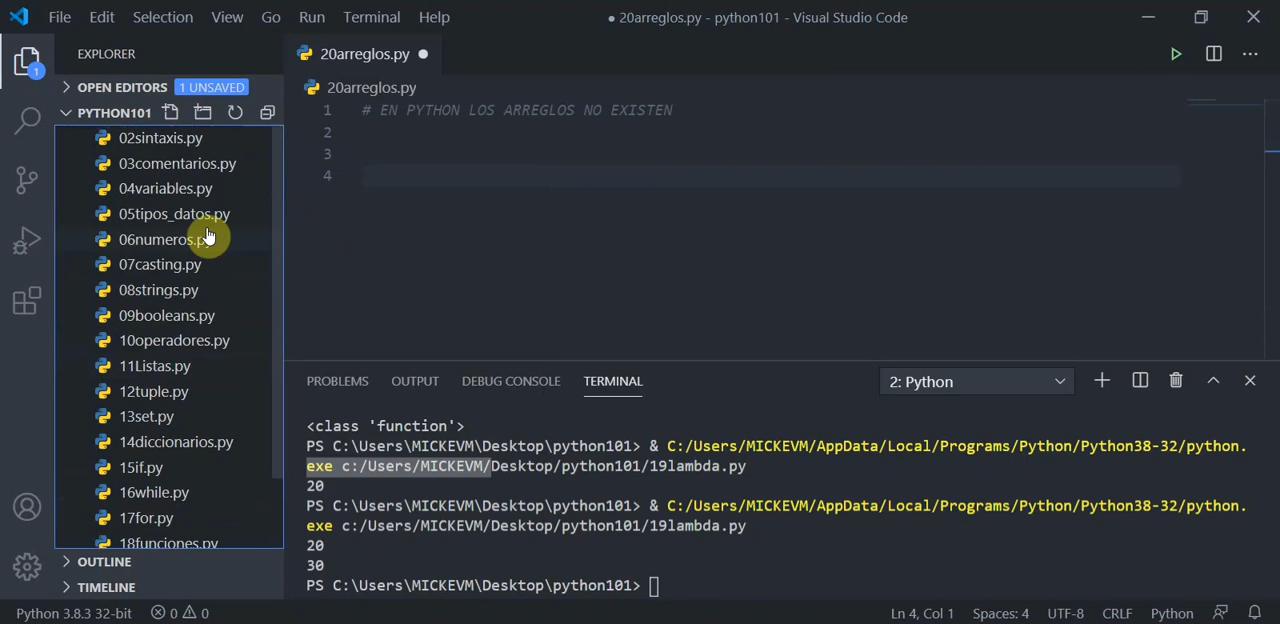 File Edit Selection View Go Run Terminal Help ● 20arreglos.py - python101 - Visual Studio Code
EXPLORER
1
OPEN EDITORS 1 UNSAVED
PYTHON101
02sintaxis.py
03comentarios.py
04variables.py
05tipos_datos.py
06numeros.py
07casting.py
08strings.py
09booleans.py
10operadores.py
11Listas.py
12tuple.py
13set.py
14diccionarios.py
15if.py
16while.py
17for.py
18funciones.py
OUTLINE
TIMELINE
20arreglos.py ●
20arreglos.py
1 # EN PYTHON LOS ARREGLOS NO EXISTEN
2
3
4
PROBLEMS OUTPUT DEBUG CONSOLE TERMINAL 2: Python
<class 'function'>
PS C:\Users\MICKEVM\Desktop\python101> & C:/Users/MICKEVM/AppData/Local/Programs/Python/Python38-32/python.
exe c:/Users/MICKEVM/Desktop/python101/19lambda.py
20
PS C:\Users\MICKEVM\Desktop\python101> & C:/Users/MICKEVM/AppData/Local/Programs/Python/Python38-32/python.
exe c:/Users/MICKEVM/Desktop/python101/19lambda.py
20
30
PS C:\Users\MICKEVM\Desktop\python101>
Python 3.8.3 32-bit 0 0 Ln 4, Col 1 Spaces: 4 UTF-8 CRLF Python